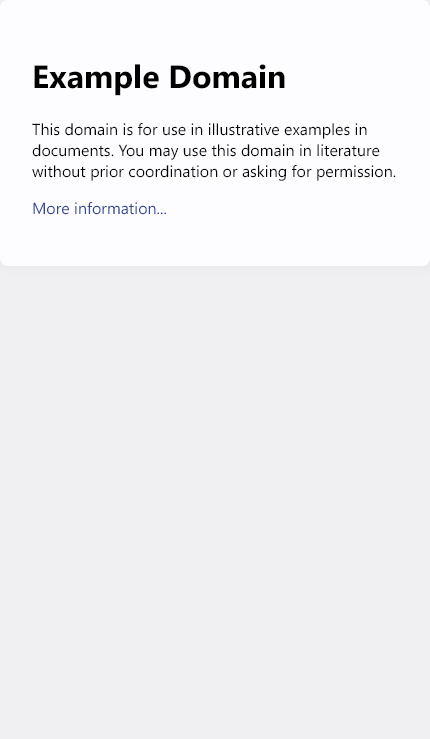 Example Domain
This domain is for use in illustrative examples in
documents. You may use this domain in literature
without prior coordination or asking for permission.
More information...